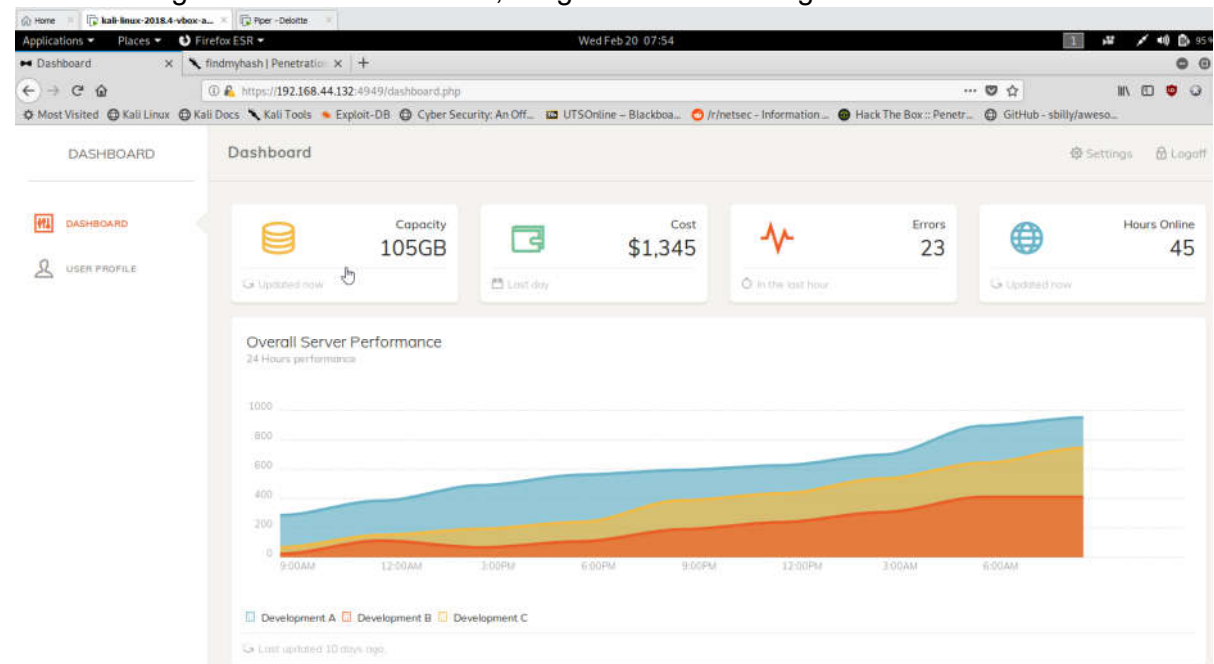 Home kali-linux-2018.4-vbox-a... Piper - Deloitte
Applications Places Firefox ESR Wed Feb 20 07:54 1 95%
Dashboard findmyhash | Penetration
https://192.168.44.132:4949/dashboard.php
Most Visited Kali Linux Kali Docs Kali Tools Exploit-DB Cyber Security: An Off... UTSOnline – Blackboa... /r/netsec - Information ... Hack The Box :: Penetr... GitHub - sbilly/aweso...
DASHBOARD Dashboard Settings Logoff
DASHBOARD
USER PROFILE
Capacity
105GB
Updated now
Cost
$1,345
Last day
Errors
23
In the last hour
Hours Online
45
Updated now
Overall Server Performance
24 Hours performance
1000
800
600
400
200
0
9:00AM 12:00AM 3:00PM 6:00PM 9:00PM 12:00PM 3:00AM 6:00AM
Development A Development B Development C
Last updated 10 days ago.